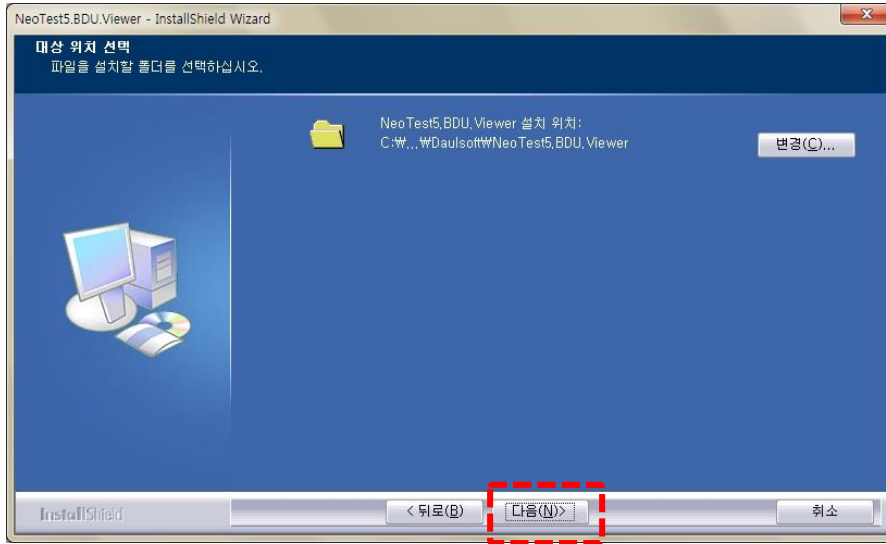 NeoTest5.BDU.Viewer - InstallShield Wizard
대상 위치 선택
파일을 설치할 폴더를 선택하십시오.
NeoTest5.BDU.Viewer 설치 위치:
C:₩...₩Daulsoft₩NeoTest5.BDU.Viewer
변경(C)...
InstallShield
< 뒤로(B)
다음(N)>
취소